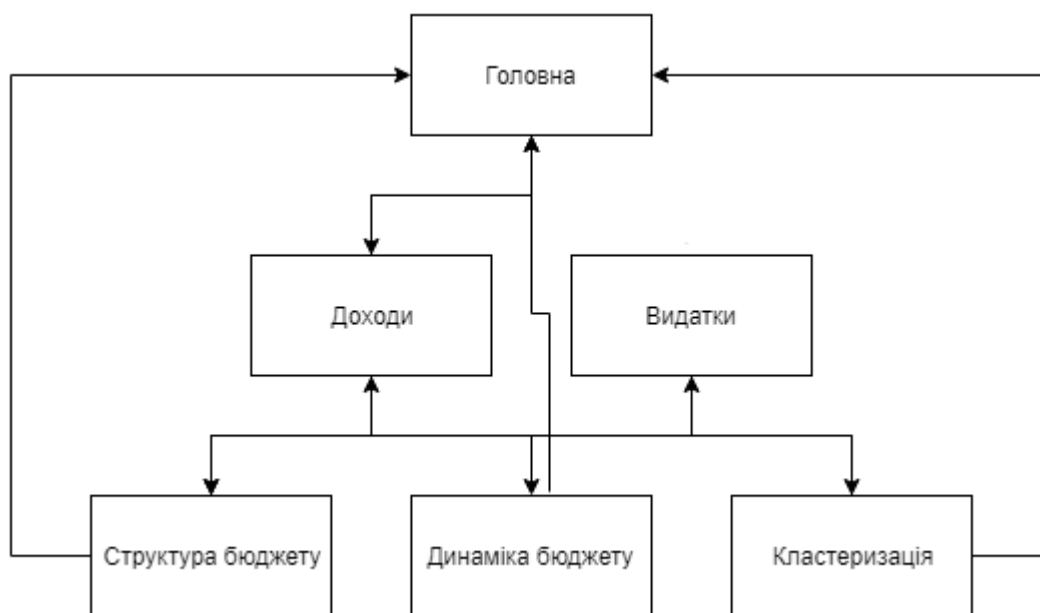 Головна
Доходи
Видатки
Структура бюджету
Динаміка бюджету
Кластеризація